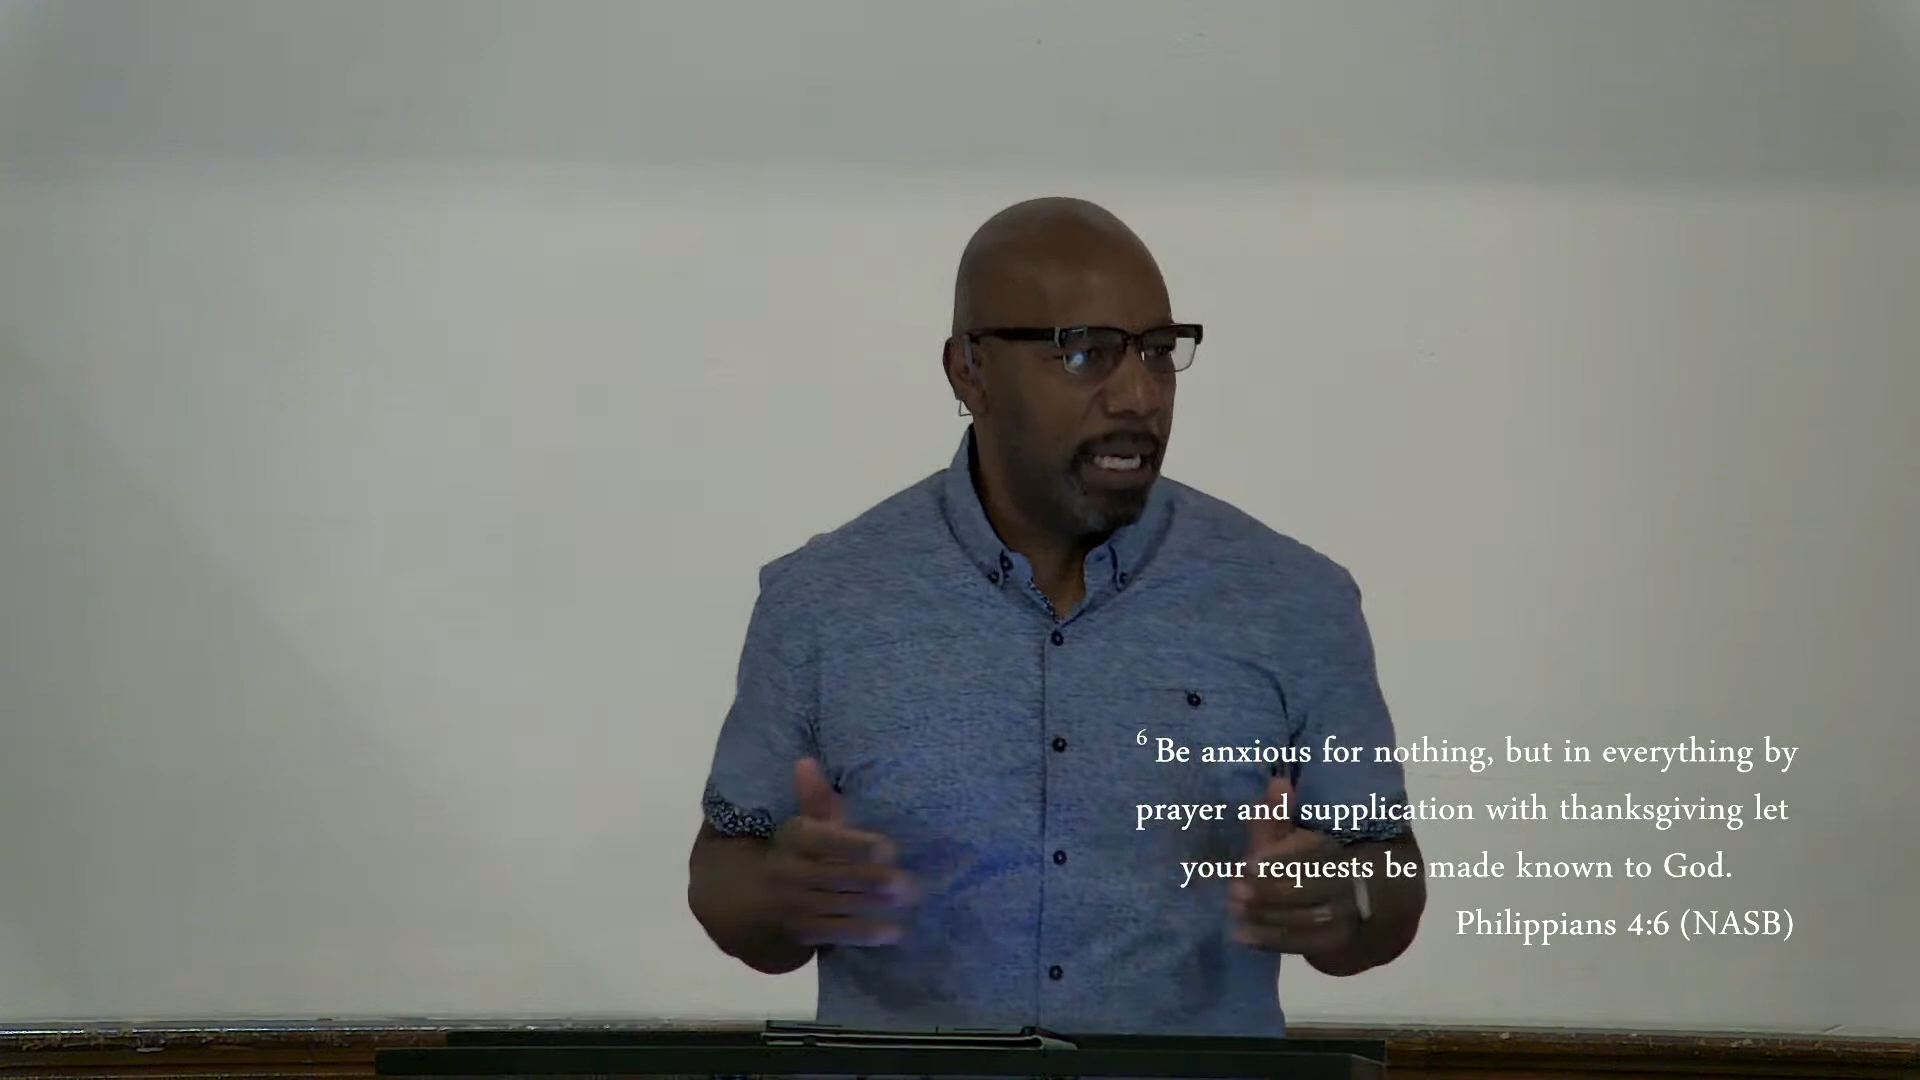 6 Be anxious for nothing, but in everything by
prayer and supplication with thanksgiving let
your requests be made known to God.
Philippians 4:6 (NASB)